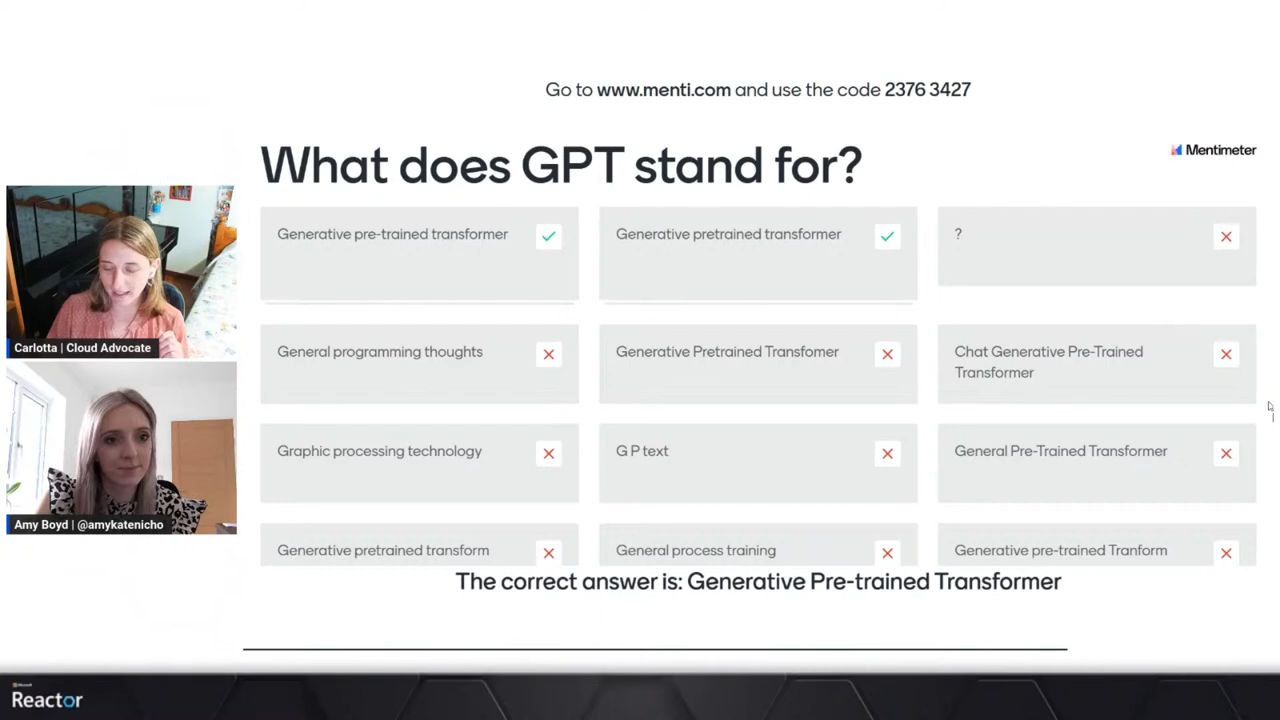 Go to www.menti.com and use the code 2376 3427
What does GPT stand for?
Mentimeter
Generative pre-trained transformer
Generative pretrained transformer
?
General programming thoughts
Generative Pretrained Transfomer
Chat Generative Pre-Trained
Transformer
Graphic processing technology
G P text
General Pre-Trained Transformer
Generative pretrained transform
General process training
Generative pre-trained Tranform
The correct answer is: Generative Pre-trained Transformer
Carlotta | Cloud Advocate
Amy Boyd | @amykatenicho
Microsoft
Reactor